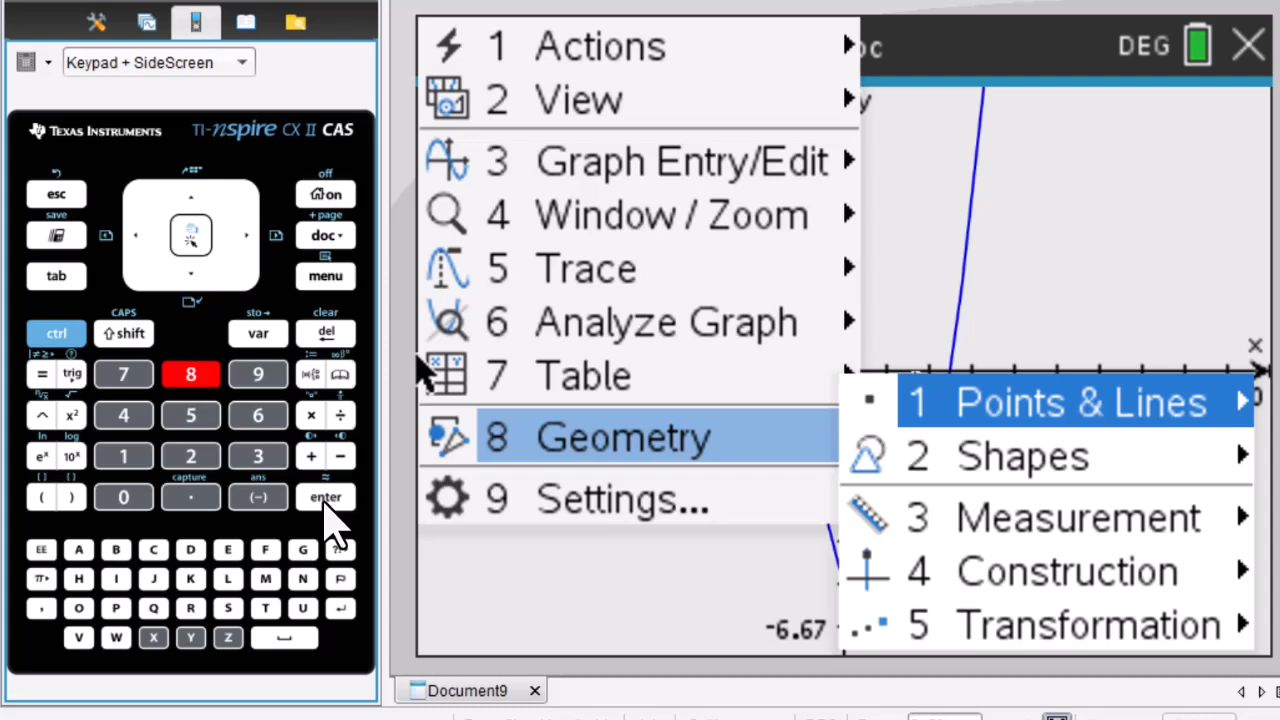 Keypad + SideScreen
TEXAS INSTRUMENTS TI-nspire CX II CAS
off
esc
on
save
+ page
doc
tab
menu
CAPS
sto→
clear
ctrl
⇧shift
var
del
=
trig
7
8
9
^
x²
4
5
6
×
÷
ln
log
eˣ
10ˣ
1
2
3
+
−
capture
ans
≈
(
)
0
.
(−)
enter
EE
A
B
C
D
E
F
G
?!
π▸
H
I
J
K
L
M
N
,
O
P
Q
R
S
T
U
V
W
X
Y
Z
1 Actions
2 View
3 Graph Entry/Edit
4 Window / Zoom
5 Trace
6 Analyze Graph
7 Table
8 Geometry
9 Settings...
DEG
y
x
1 Points & Lines
2 Shapes
3 Measurement
4 Construction
5 Transformation
-6.67
Document9